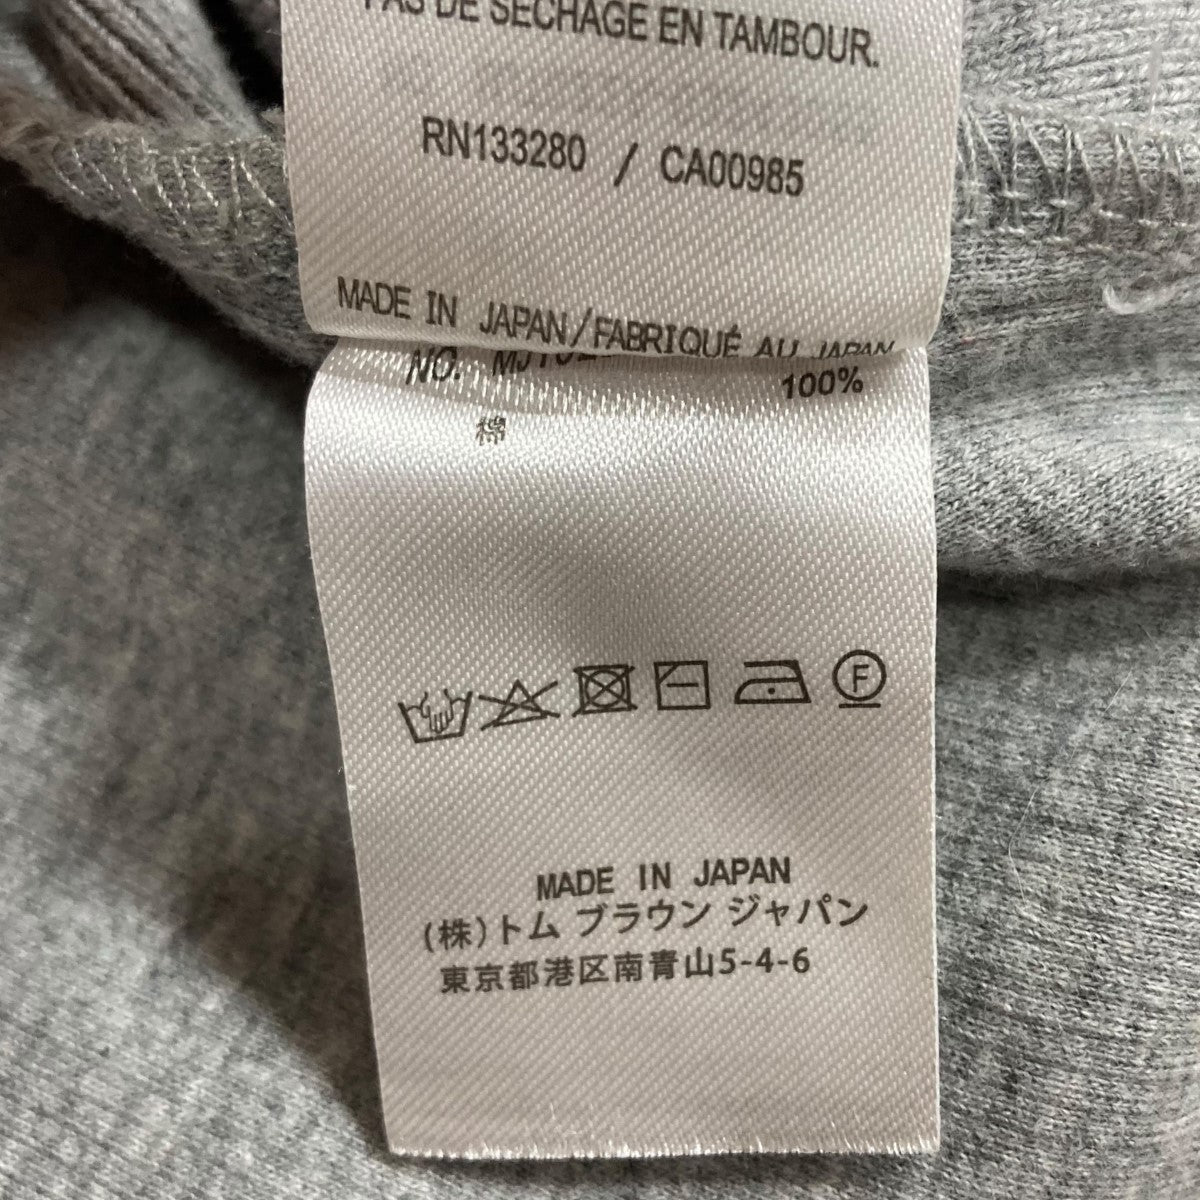 PAS DE SÉCHAGE EN TAMBOUR.
RN133280 / CA00985
MADE IN JAPAN/FABRIQUÉ AU JAPAN
NO.
100%
綿
F
MADE IN JAPAN
(株)トム ブラウン ジャパン
東京都港区南青山5-4-6